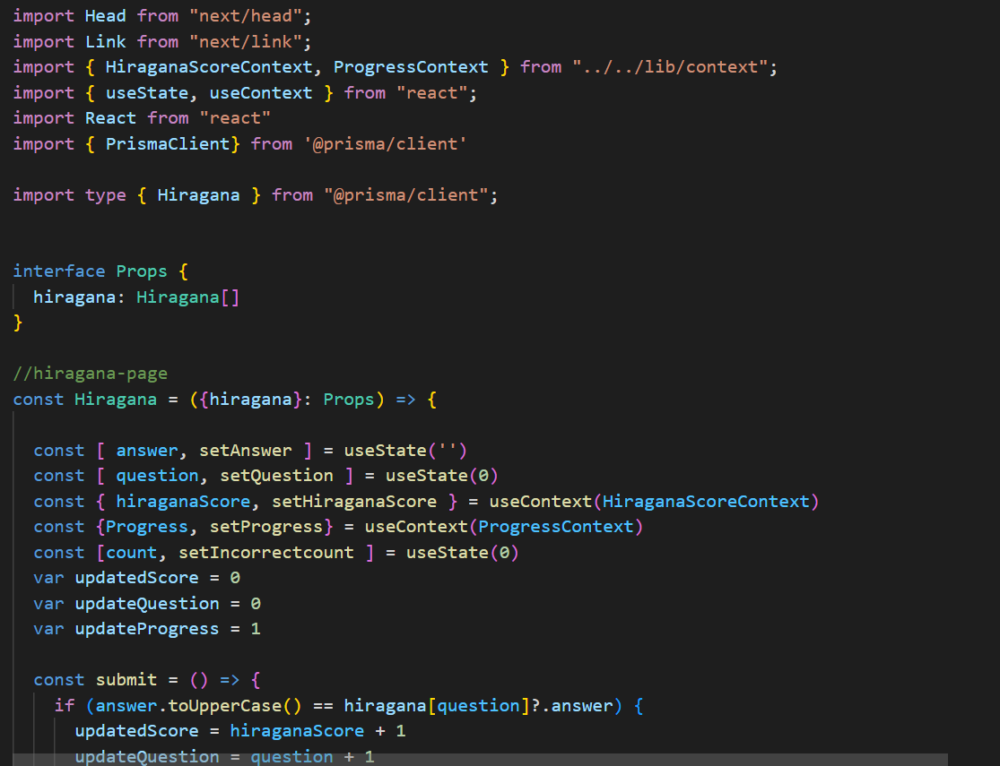 import Head from "next/head";
import Link from "next/link";
import { HiraganaScoreContext, ProgressContext } from "../../lib/context";
import { useState, useContext } from "react";
import React from "react"
import { PrismaClient} from '@prisma/client'
import type { Hiragana } from "@prisma/client";
interface Props {
hiragana: Hiragana[]
}
//hiragana-page
const Hiragana = ({hiragana}: Props) => {
const [ answer, setAnswer ] = useState('')
const [ question, setQuestion ] = useState(0)
const { hiraganaScore, setHiraganaScore } = useContext(HiraganaScoreContext)
const {Progress, setProgress} = useContext(ProgressContext)
const [count, setIncorrectcount ] = useState(0)
var updatedScore = 0
var updateQuestion = 0
var updateProgress = 1
const submit = () => {
if (answer.toUpperCase() == hiragana[question]?.answer) {
updatedScore = hiraganaScore + 1
updateQuestion = question + 1